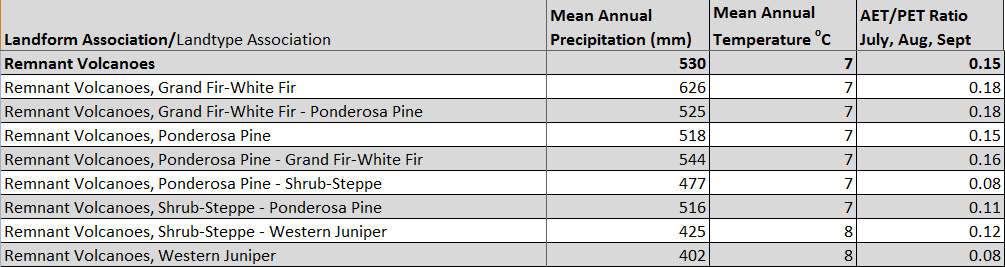 Landform Association/Landtype Association Mean Annual Precipitation (mm) Mean Annual Temperature ⁰C AET/PET Ratio July, Aug, Sept
Remnant Volcanoes 530 7 0.15
Remnant Volcanoes, Grand Fir-White Fir 626 7 0.18
Remnant Volcanoes, Grand Fir-White Fir - Ponderosa Pine 525 7 0.18
Remnant Volcanoes, Ponderosa Pine 518 7 0.15
Remnant Volcanoes, Ponderosa Pine - Grand Fir-White Fir 544 7 0.16
Remnant Volcanoes, Ponderosa Pine - Shrub-Steppe 477 7 0.08
Remnant Volcanoes, Shrub-Steppe - Ponderosa Pine 516 7 0.11
Remnant Volcanoes, Shrub-Steppe - Western Juniper 425 8 0.12
Remnant Volcanoes, Western Juniper 402 8 0.08